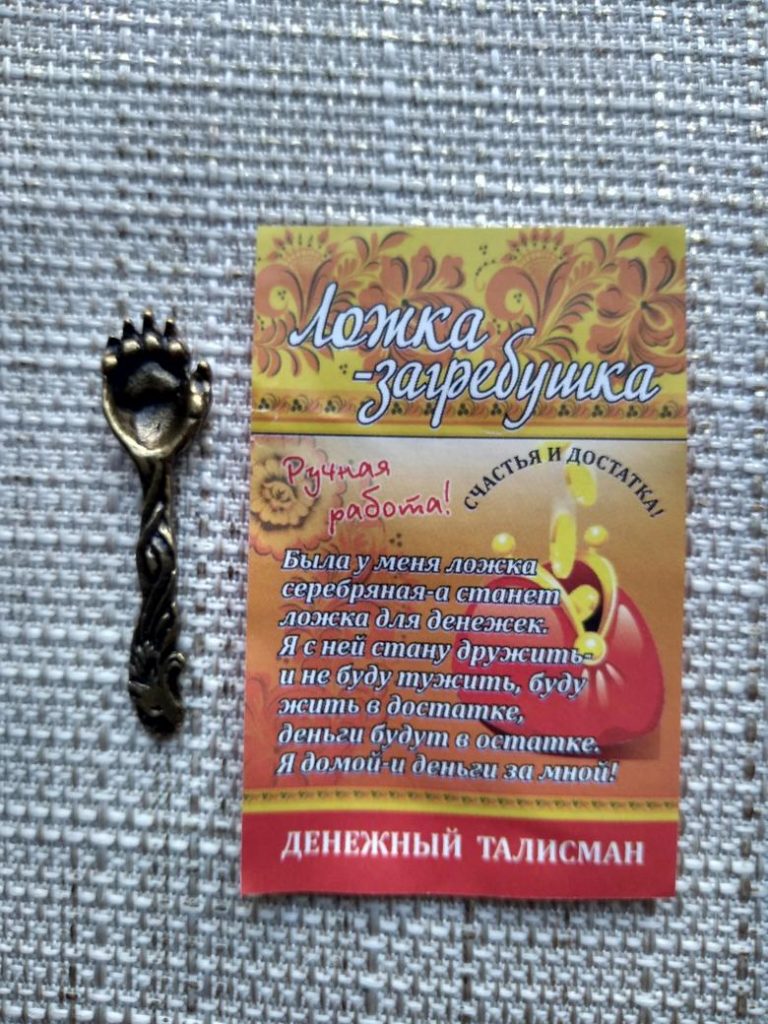 Ложка
-загребушка
Ручная
работа!
СЧАСТЬЯ И ДОСТАТКА!
Была у меня ложка
серебряная-а станет
ложка для денежек.
Я с ней стану дружить-
и не буду тужить, буду
жить в достатке,
деньги будут в остатке.
Я домой-и деньги за мной!
ДЕНЕЖНЫЙ ТАЛИСМАН